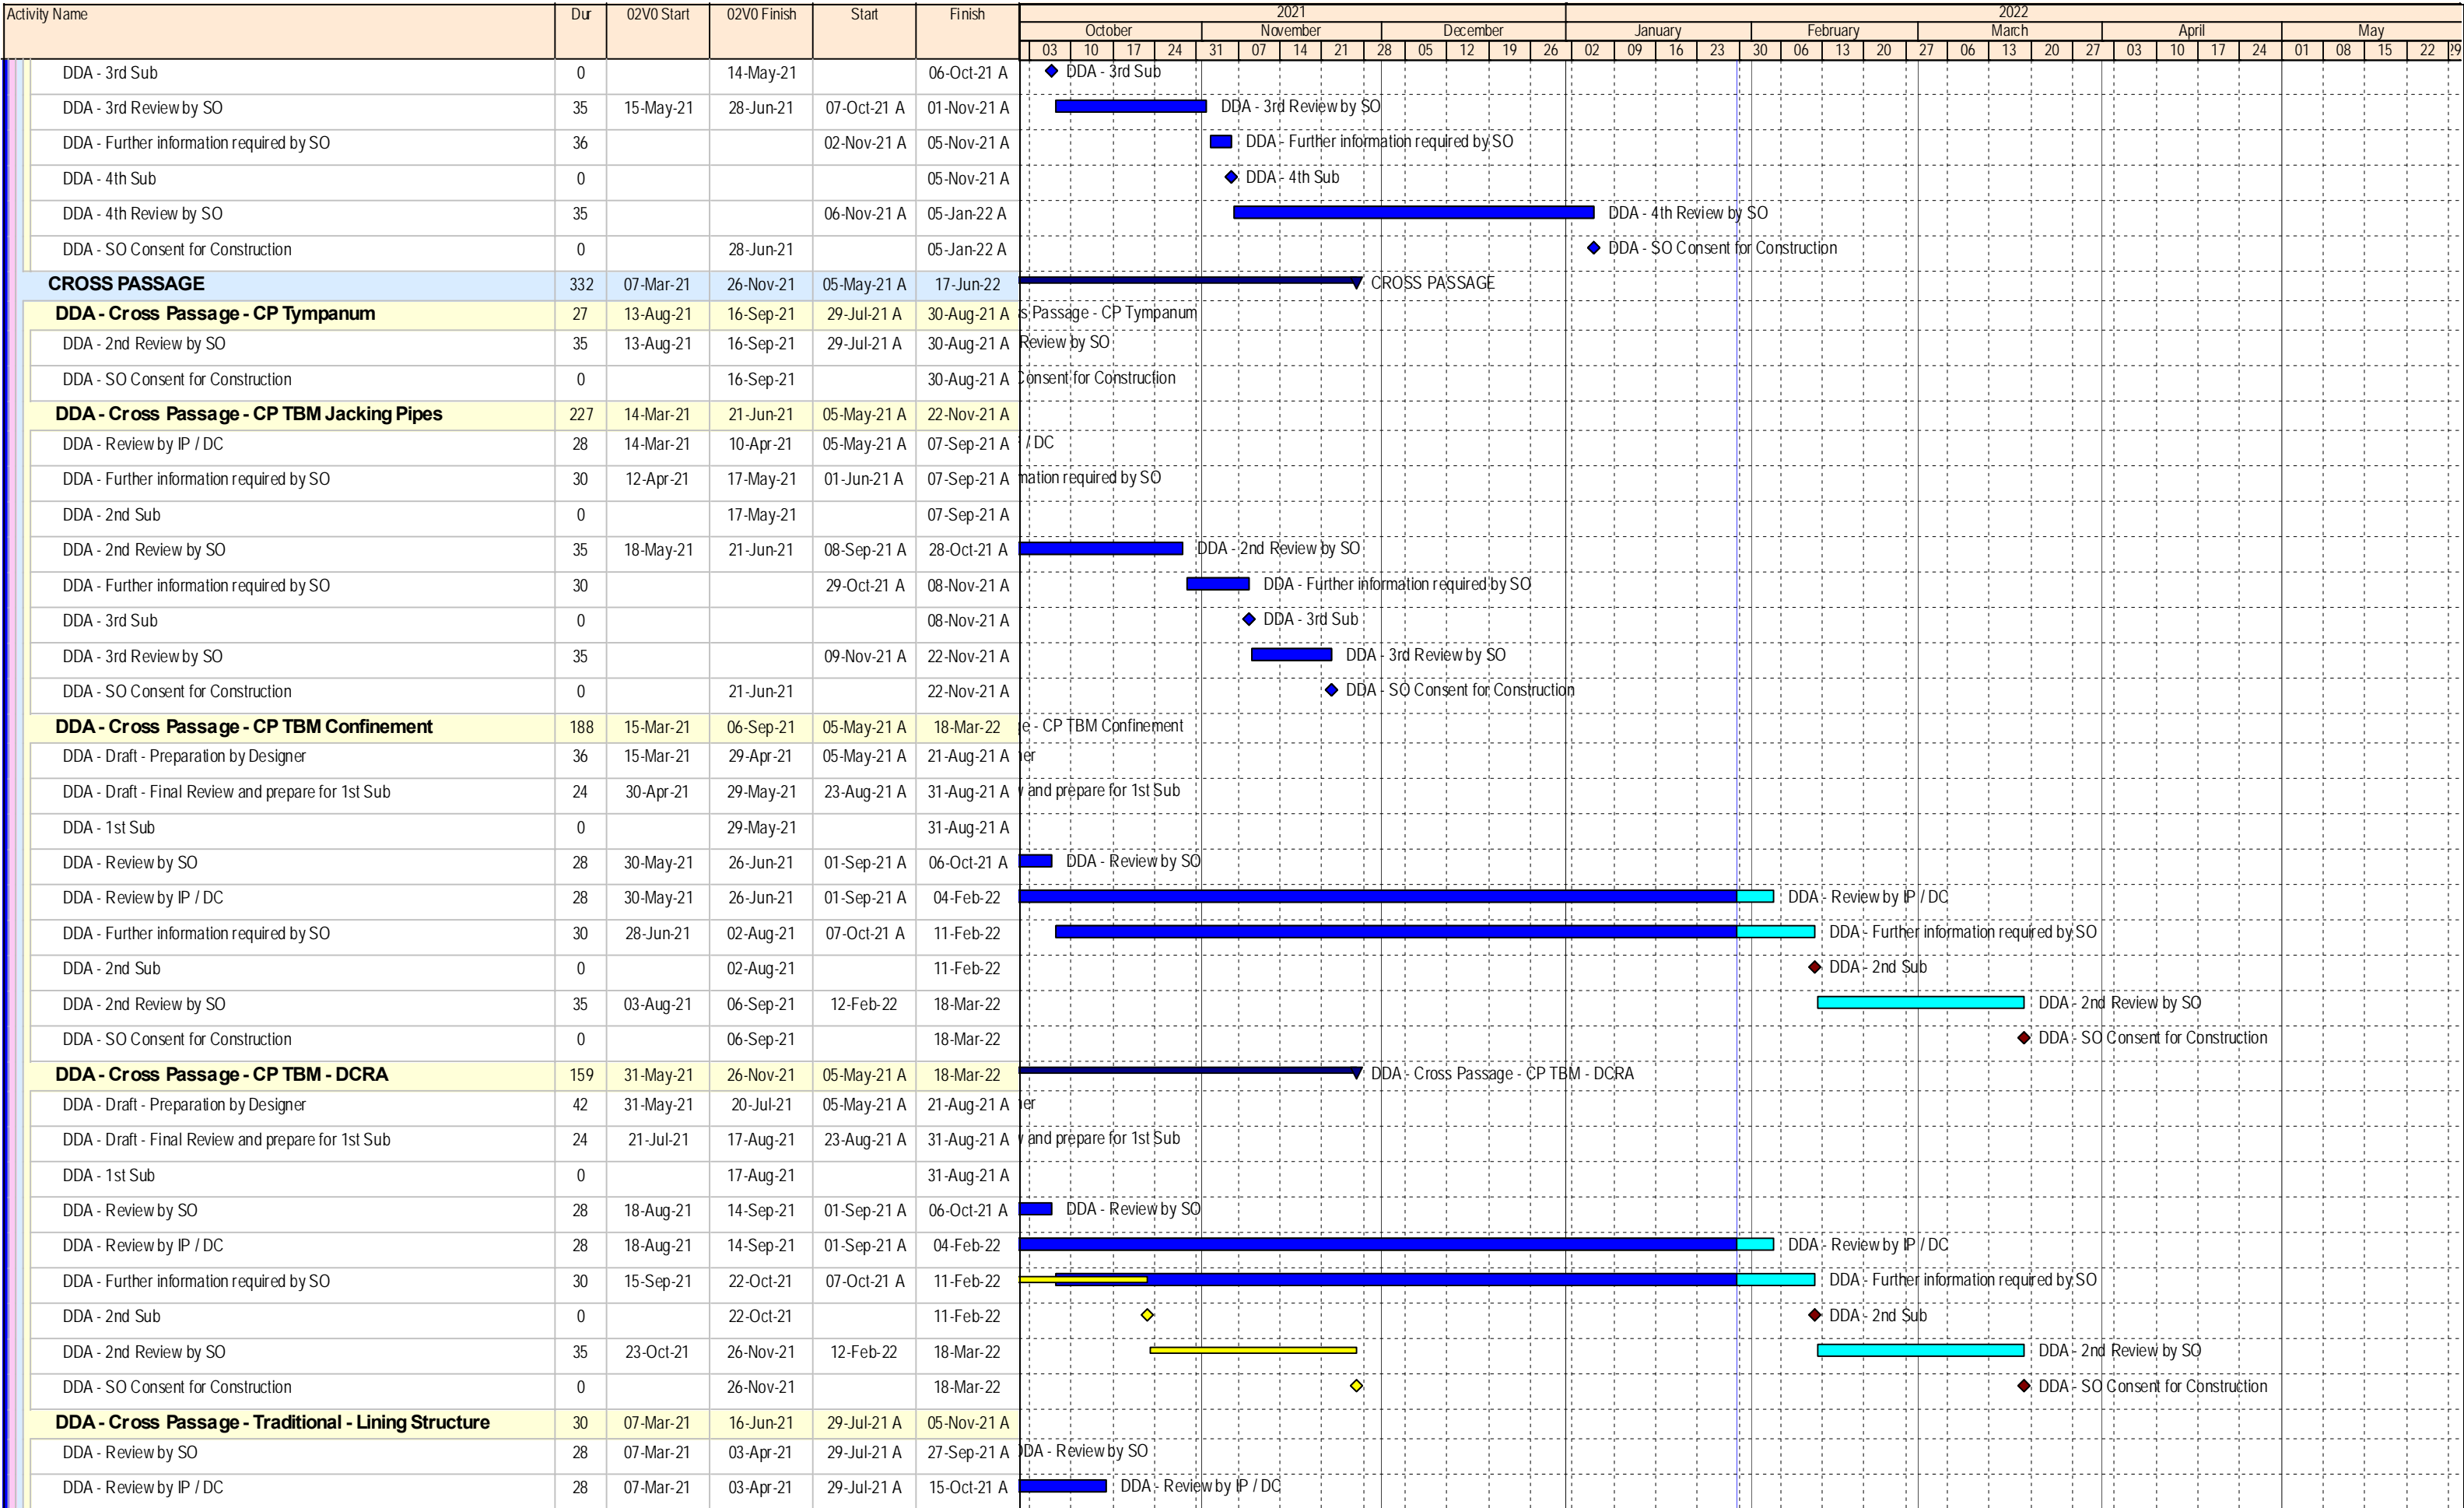 Activity Name Dur 02V0 Start 02V0 Finish Start Finish 2021 2022
October November December January February March April May
03 10 17 24 31 07 14 21 28 05 12 19 26 02 09 16 23 30 06 13 20 27 06 13 20 27 03 10 17 24 01 08 15 22 29
DDA - 3rd Sub 0 14-May-21 06-Oct-21 A DDA - 3rd Sub
DDA - 3rd Review by SO 35 15-May-21 28-Jun-21 07-Oct-21 A 01-Nov-21 A DDA - 3rd Review by SO
DDA - Further information required by SO 36 02-Nov-21 A 05-Nov-21 A DDA - Further information required by SO
DDA - 4th Sub 0 05-Nov-21 A DDA - 4th Sub
DDA - 4th Review by SO 35 06-Nov-21 A 05-Jan-22 A DDA - 4th Review by SO
DDA - SO Consent for Construction 0 28-Jun-21 05-Jan-22 A DDA - SO Consent for Construction
CROSS PASSAGE 332 07-Mar-21 26-Nov-21 05-May-21 A 17-Jun-22 CROSS PASSAGE
DDA - Cross Passage - CP Tympanum 27 13-Aug-21 16-Sep-21 29-Jul-21 A 30-Aug-21 A s Passage - CP Tympanum
DDA - 2nd Review by SO 35 13-Aug-21 16-Sep-21 29-Jul-21 A 30-Aug-21 A Review by SO
DDA - SO Consent for Construction 0 16-Sep-21 30-Aug-21 A Consent for Construction
DDA - Cross Passage - CP TBM Jacking Pipes 227 14-Mar-21 21-Jun-21 05-May-21 A 22-Nov-21 A
DDA - Review by IP / DC 28 14-Mar-21 10-Apr-21 05-May-21 A 07-Sep-21 A / DC
DDA - Further information required by SO 30 12-Apr-21 17-May-21 01-Jun-21 A 07-Sep-21 A mation required by SO
DDA - 2nd Sub 0 17-May-21 07-Sep-21 A
DDA - 2nd Review by SO 35 18-May-21 21-Jun-21 08-Sep-21 A 28-Oct-21 A DDA - 2nd Review by SO
DDA - Further information required by SO 30 29-Oct-21 A 08-Nov-21 A DDA - Further information required by SO
DDA - 3rd Sub 0 08-Nov-21 A DDA - 3rd Sub
DDA - 3rd Review by SO 35 09-Nov-21 A 22-Nov-21 A DDA - 3rd Review by SO
DDA - SO Consent for Construction 0 21-Jun-21 22-Nov-21 A DDA - SO Consent for Construction
DDA - Cross Passage - CP TBM Confinement 188 15-Mar-21 06-Sep-21 05-May-21 A 18-Mar-22 e - CP TBM Confinement
DDA - Draft - Preparation by Designer 36 15-Mar-21 29-Apr-21 05-May-21 A 21-Aug-21 A er
DDA - Draft - Final Review and prepare for 1st Sub 24 30-Apr-21 29-May-21 23-Aug-21 A 31-Aug-21 A and prepare for 1st Sub
DDA - 1st Sub 0 29-May-21 31-Aug-21 A
DDA - Review by SO 28 30-May-21 26-Jun-21 01-Sep-21 A 06-Oct-21 A DDA - Review by SO
DDA - Review by IP / DC 28 30-May-21 26-Jun-21 01-Sep-21 A 04-Feb-22 DDA - Review by IP / DC
DDA - Further information required by SO 30 28-Jun-21 02-Aug-21 07-Oct-21 A 11-Feb-22 DDA - Further information required by SO
DDA - 2nd Sub 0 02-Aug-21 11-Feb-22 DDA - 2nd Sub
DDA - 2nd Review by SO 35 03-Aug-21 06-Sep-21 12-Feb-22 18-Mar-22 DDA - 2nd Review by SO
DDA - SO Consent for Construction 0 06-Sep-21 18-Mar-22 DDA - SO Consent for Construction
DDA - Cross Passage - CP TBM - DCRA 159 31-May-21 26-Nov-21 05-May-21 A 18-Mar-22 DDA - Cross Passage - CP TBM - DCRA
DDA - Draft - Preparation by Designer 42 31-May-21 20-Jul-21 05-May-21 A 21-Aug-21 A er
DDA - Draft - Final Review and prepare for 1st Sub 24 21-Jul-21 17-Aug-21 23-Aug-21 A 31-Aug-21 A and prepare for 1st Sub
DDA - 1st Sub 0 17-Aug-21 31-Aug-21 A
DDA - Review by SO 28 18-Aug-21 14-Sep-21 01-Sep-21 A 06-Oct-21 A DDA - Review by SO
DDA - Review by IP / DC 28 18-Aug-21 14-Sep-21 01-Sep-21 A 04-Feb-22 DDA - Review by IP / DC
DDA - Further information required by SO 30 15-Sep-21 22-Oct-21 07-Oct-21 A 11-Feb-22 DDA - Further information required by SO
DDA - 2nd Sub 0 22-Oct-21 11-Feb-22 DDA - 2nd Sub
DDA - 2nd Review by SO 35 23-Oct-21 26-Nov-21 12-Feb-22 18-Mar-22 DDA - 2nd Review by SO
DDA - SO Consent for Construction 0 26-Nov-21 18-Mar-22 DDA - SO Consent for Construction
DDA - Cross Passage - Traditional - Lining Structure 30 07-Mar-21 16-Jun-21 29-Jul-21 A 05-Nov-21 A
DDA - Review by SO 28 07-Mar-21 03-Apr-21 29-Jul-21 A 27-Sep-21 A DDA - Review by SO
DDA - Review by IP / DC 28 07-Mar-21 03-Apr-21 29-Jul-21 A 15-Oct-21 A DDA - Review by IP / DC